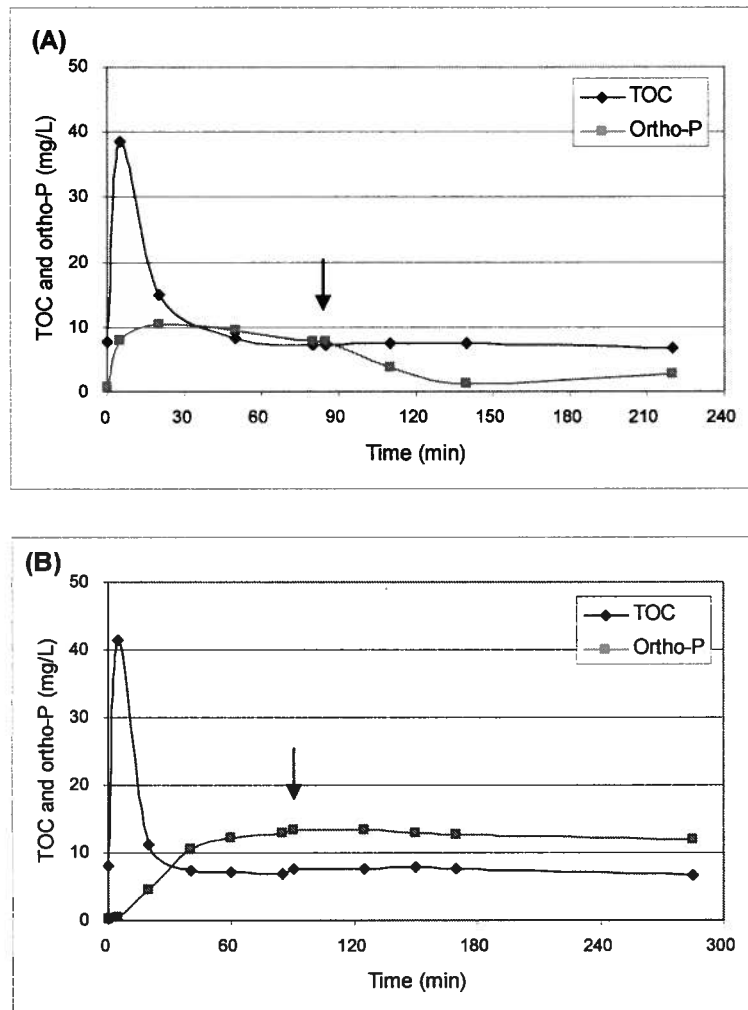 (A)
TOC and ortho-P (mg/L)
50
40
30
20
10
0
TOC
Ortho-P
0 30 60 90 120 150 180 210 240
Time (min)
(B)
TOC and ortho-P (mg/L)
50
40
30
20
10
0
TOC
Ortho-P
0 60 120 180 240 300
Time (min)